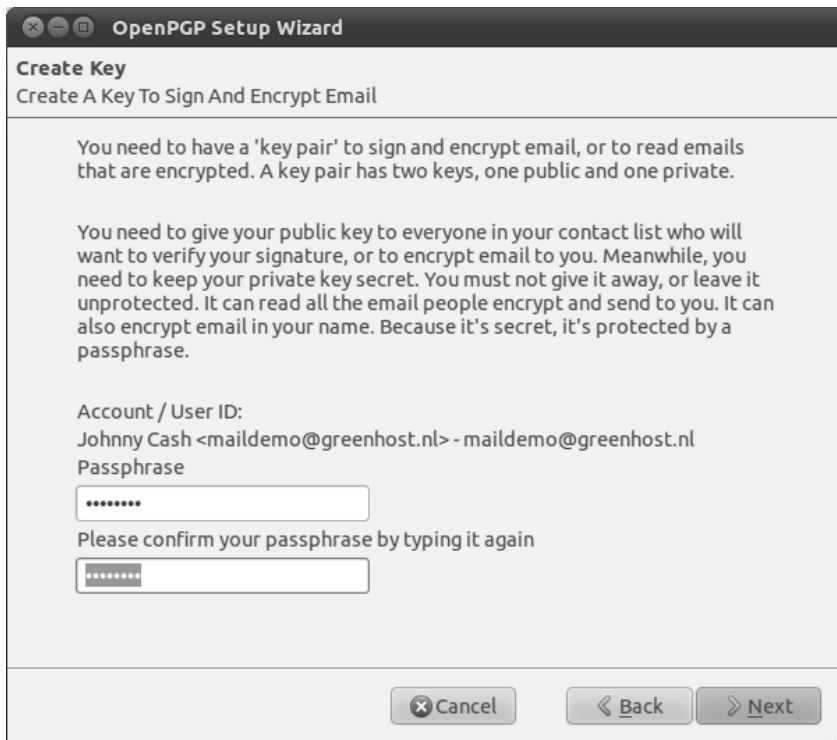 OpenPGP Setup Wizard
Create Key
Create A Key To Sign And Encrypt Email
You need to have a 'key pair' to sign and encrypt email, or to read emails
that are encrypted. A key pair has two keys, one public and one private.
You need to give your public key to everyone in your contact list who will
want to verify your signature, or to encrypt email to you. Meanwhile, you
need to keep your private key secret. You must not give it away, or leave it
unprotected. It can read all the email people encrypt and send to you. It can
also encrypt email in your name. Because it's secret, it's protected by a
passphrase.
Account / User ID:
Johnny Cash <maildemo@greenhost.nl> - maildemo@greenhost.nl
Passphrase
••••••••
Please confirm your passphrase by typing it again
••••••••
Cancel Back Next